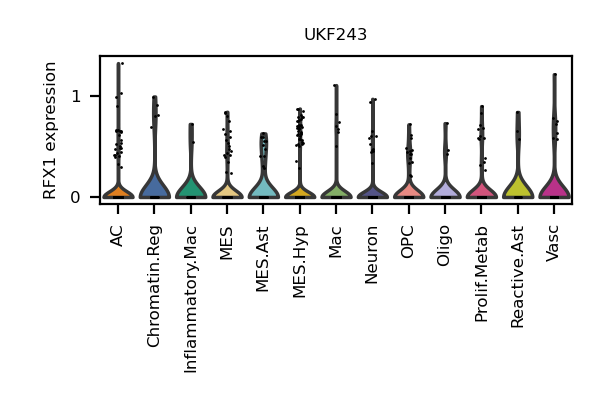 UKF243
RFX1 expression
1
0
AC
Chromatin.Reg
Inflammatory.Mac
MES
MES.Ast
MES.Hyp
Mac
Neuron
OPC
Oligo
Prolif.Metab
Reactive.Ast
Vasc